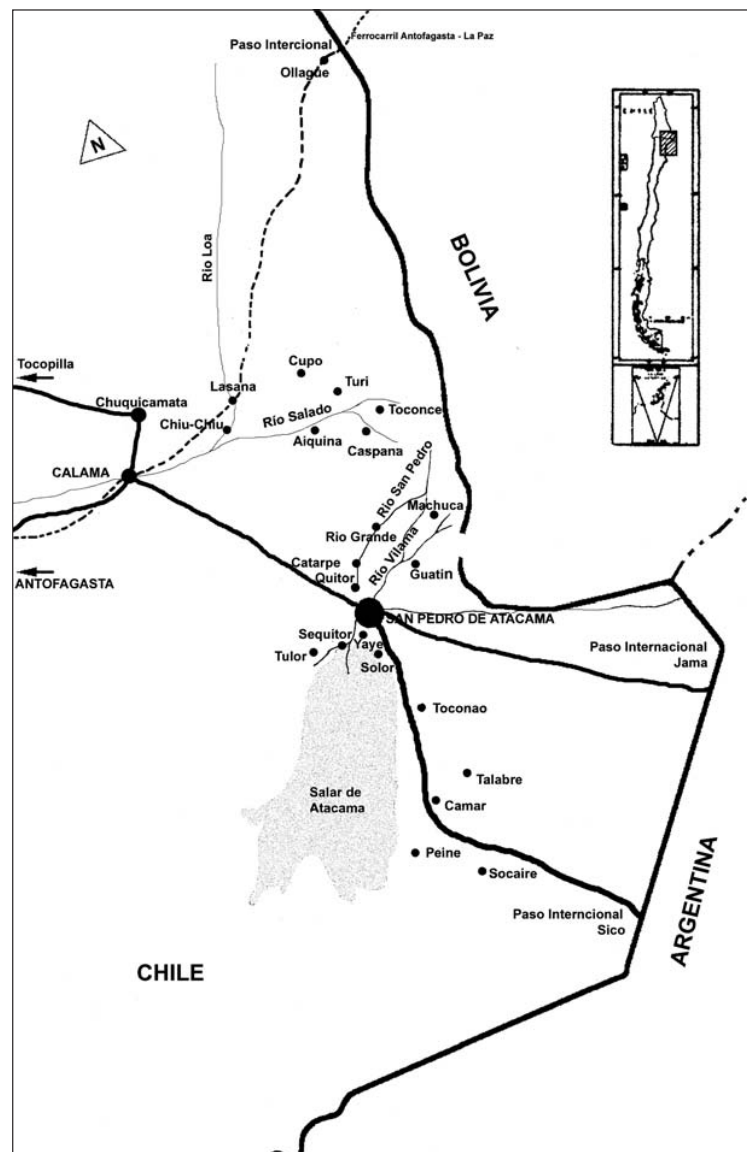 Ferrocarril Antofagasta - La Paz
Paso Intercional
Ollagüe
N
CHILE
Río Loa
BOLIVIA
Tocopilla
Cupo
Turi
Lasana
Chuquicamata
Toconce
Río Salado
Chiu-Chiu
Aiquina
Caspana
CALAMA
Río San Pedro
Machuca
Rio Grande
Río Vilama
Catarpe
Quitor
Guatin
ANTOFAGASTA
SAN PEDRO DE ATACAMA
Sequitor
Yaye
Tulor
Solor
Paso Internacional
Jama
Toconao
Talabre
Salar de
Atacama
Camar
Peine
Socaire
Paso Interncional
Sico
ARGENTINA
CHILE